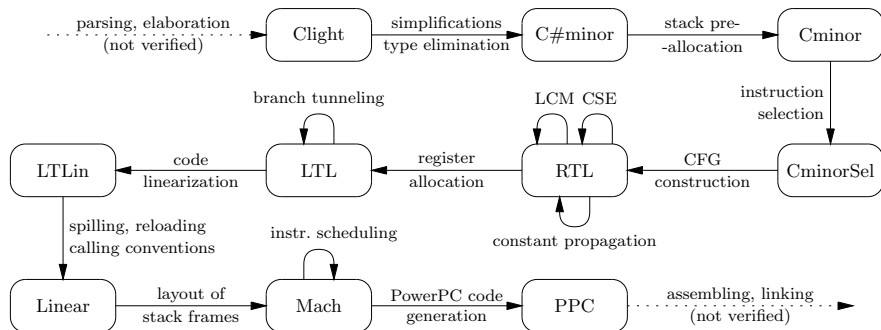 parsing, elaboration
(not verified)
Clight
simplifications
type elimination
C#minor
stack pre-
-allocation
Cminor
instruction
selection
branch tunneling
LCM CSE
LTLin
code
linearization
LTL
register
allocation
RTL
CFG
construction
CminorSel
constant propagation
spilling, reloading
calling conventions
instr. scheduling
Linear
layout of
stack frames
Mach
PowerPC code
generation
PPC
assembling, linking
(not verified)